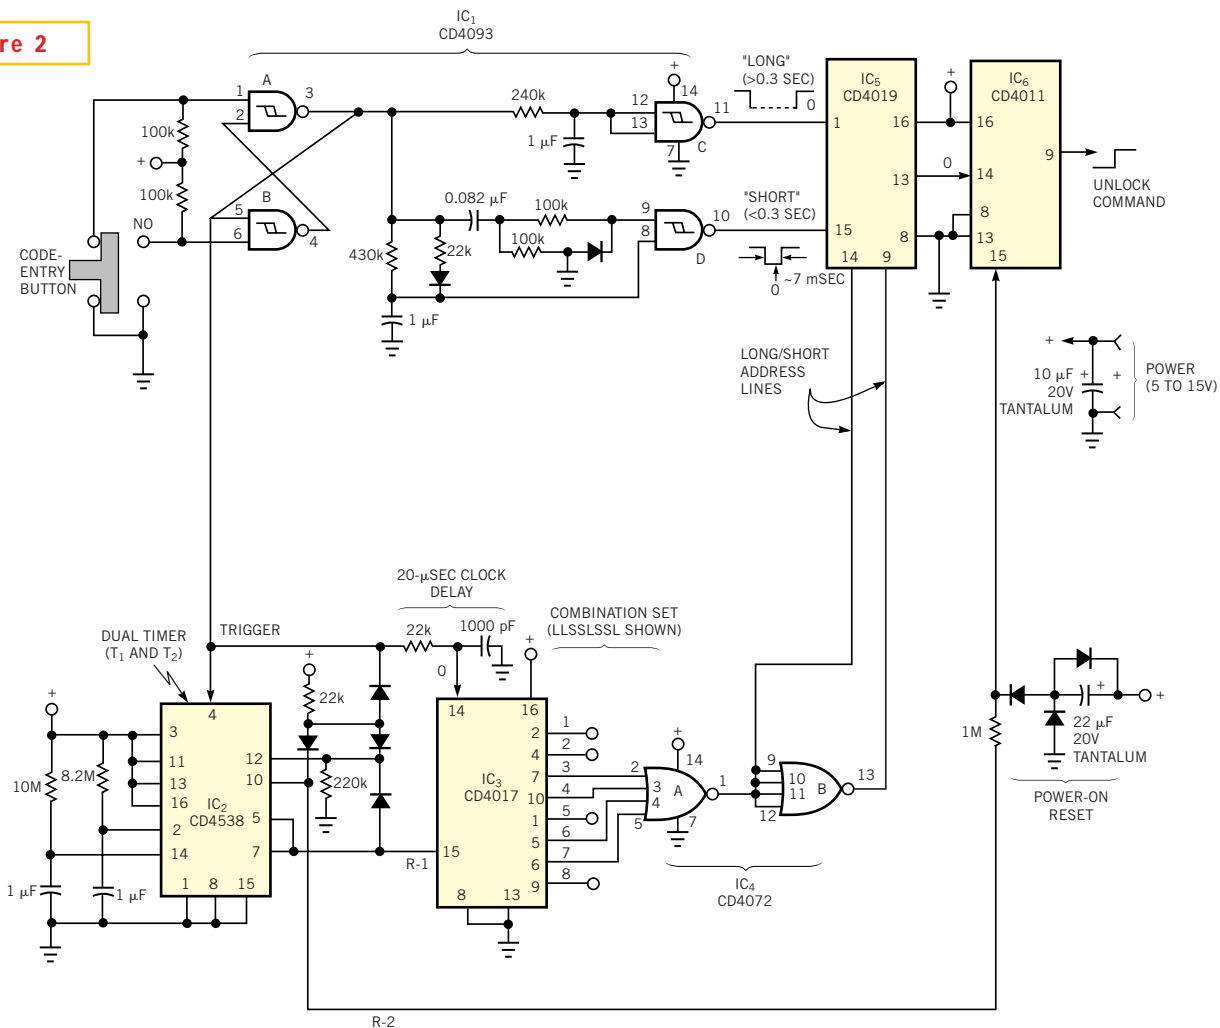 re 2
IC1
CD4093
A
1
2
3
240k
+
14
12
13
11
7
C
1 µF
"LONG"
(>0.3 SEC)
0
IC5
CD4019
1
16
13
15
8
14
9
+
IC6
CD4011
16
0
14
9
8
13
15
UNLOCK
COMMAND
100k
+
100k
NO
B
5
6
4
CODE-
ENTRY
BUTTON
0.082 µF
100k
100k
430k
22k
1 µF
9
8
10
D
"SHORT"
(<0.3 SEC)
0
~7 mSEC
LONG/SHORT
ADDRESS
LINES
+
10 µF
+
20V
TANTALUM
+
POWER
(5 TO 15V)
20-µSEC CLOCK
DELAY
22k
1000 pF
0
COMBINATION SET
(LLSSLSSL SHOWN)
+
DUAL TIMER
(T1 AND T2)
TRIGGER
+
22k
+
10M
8.2M
4
3
11
13
16
2
14
12
10
5
7
IC2
CD4538
1
8
15
1 µF
1 µF
220k
R-1
14
16
IC3
CD4017
15
8
13
2
4
7
10
1
5
6
9
1
2
3
4
5
6
7
8
+
14
2
3
4
5
A
1
7
9
10
11
12
B
13
IC4
CD4072
1M
+
22 µF
20V
TANTALUM
+
POWER-ON
RESET
R-2